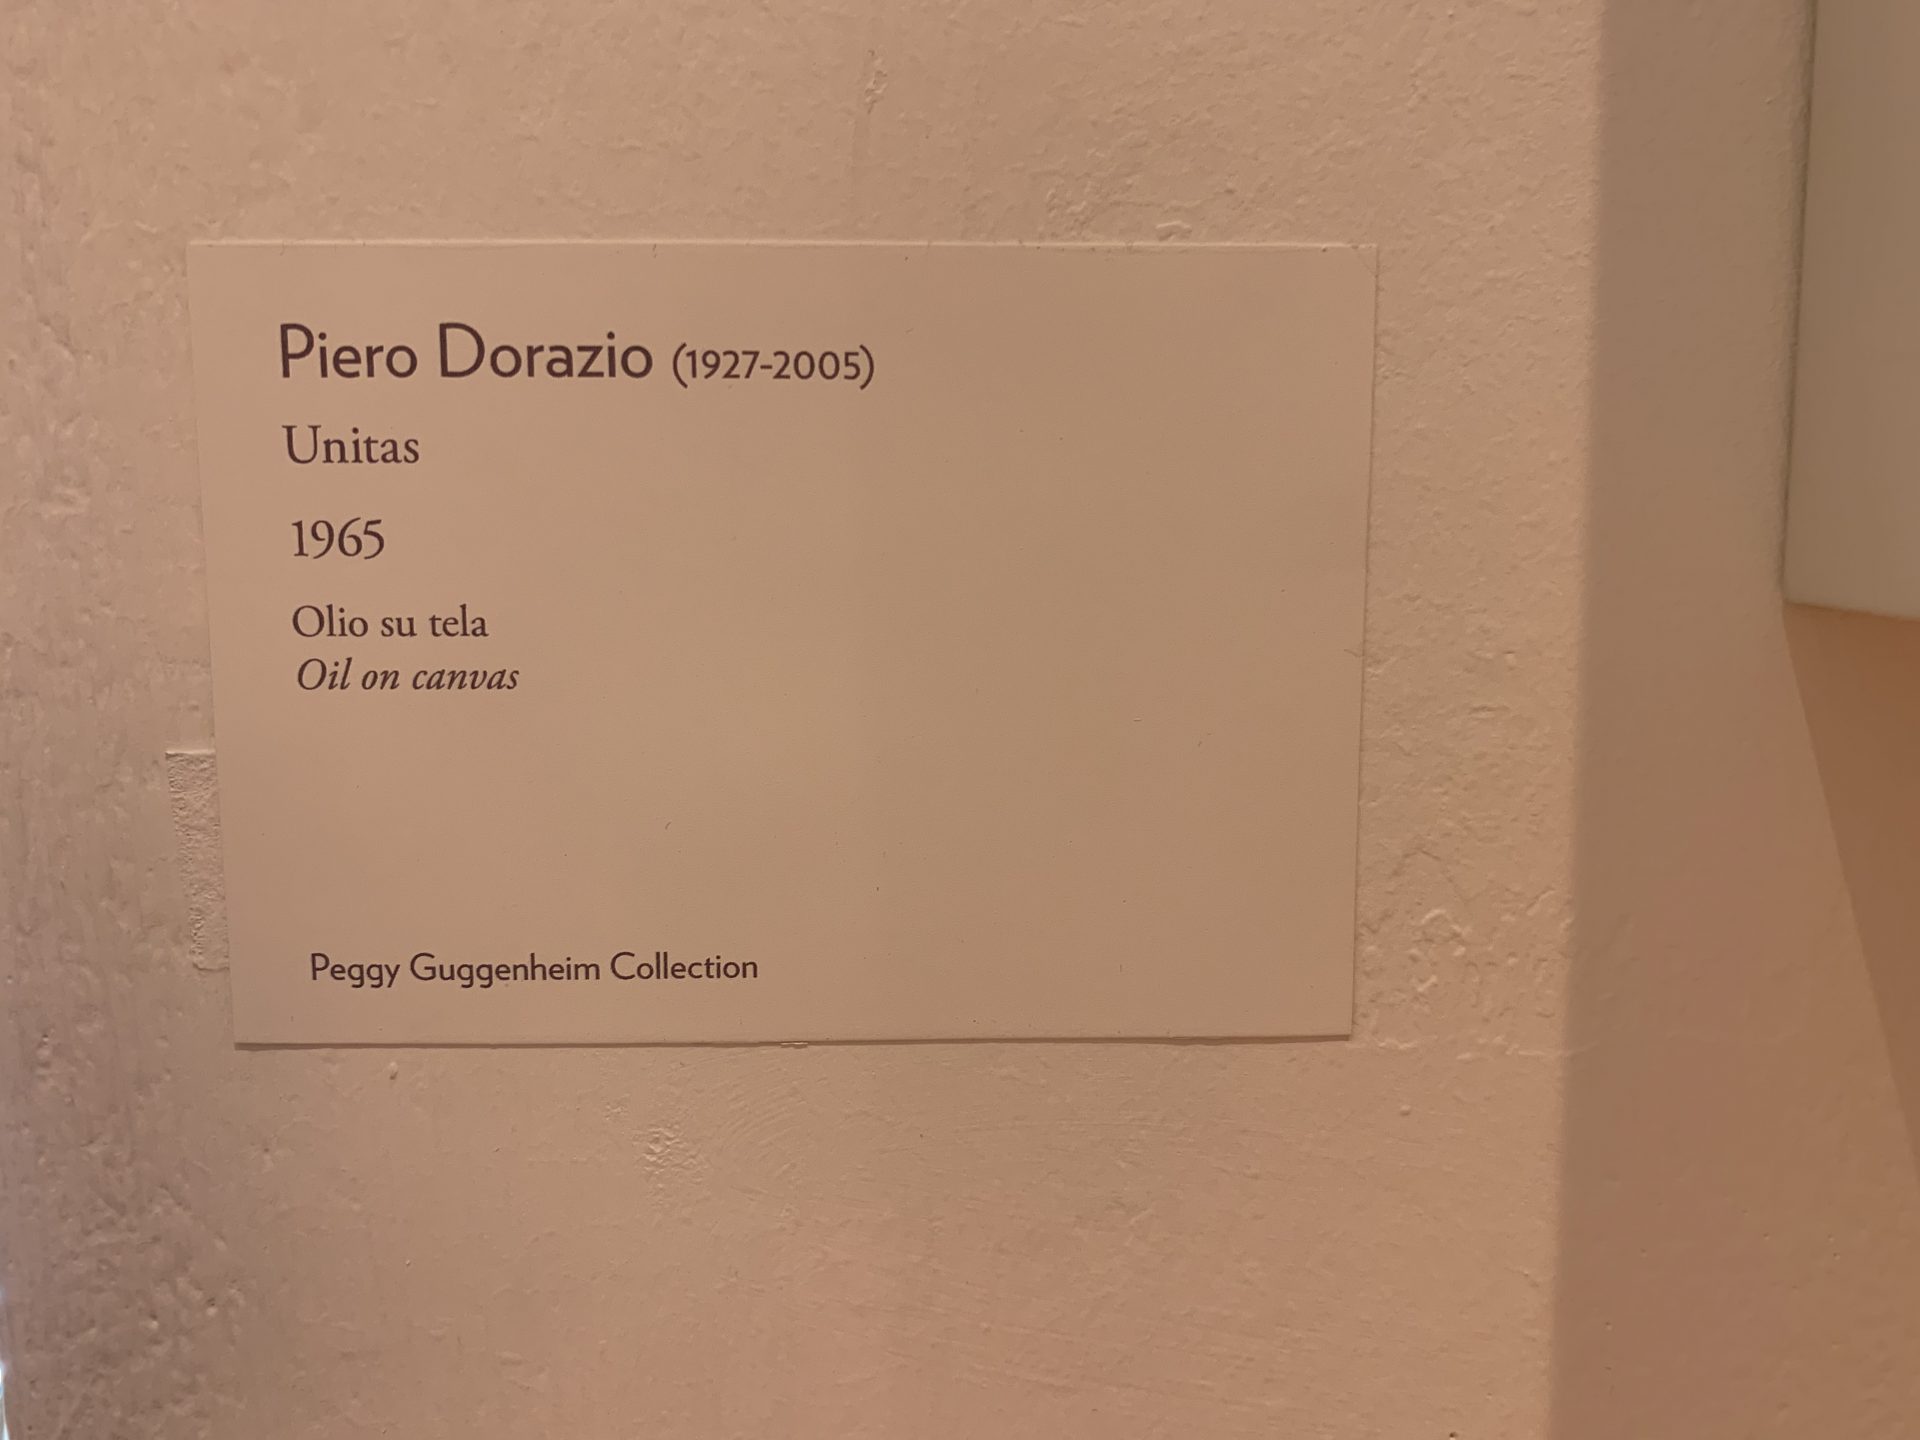 Piero Dorazio (1927-2005)
Unitas
1965
Olio su tela
Oil on canvas
Peggy Guggenheim Collection